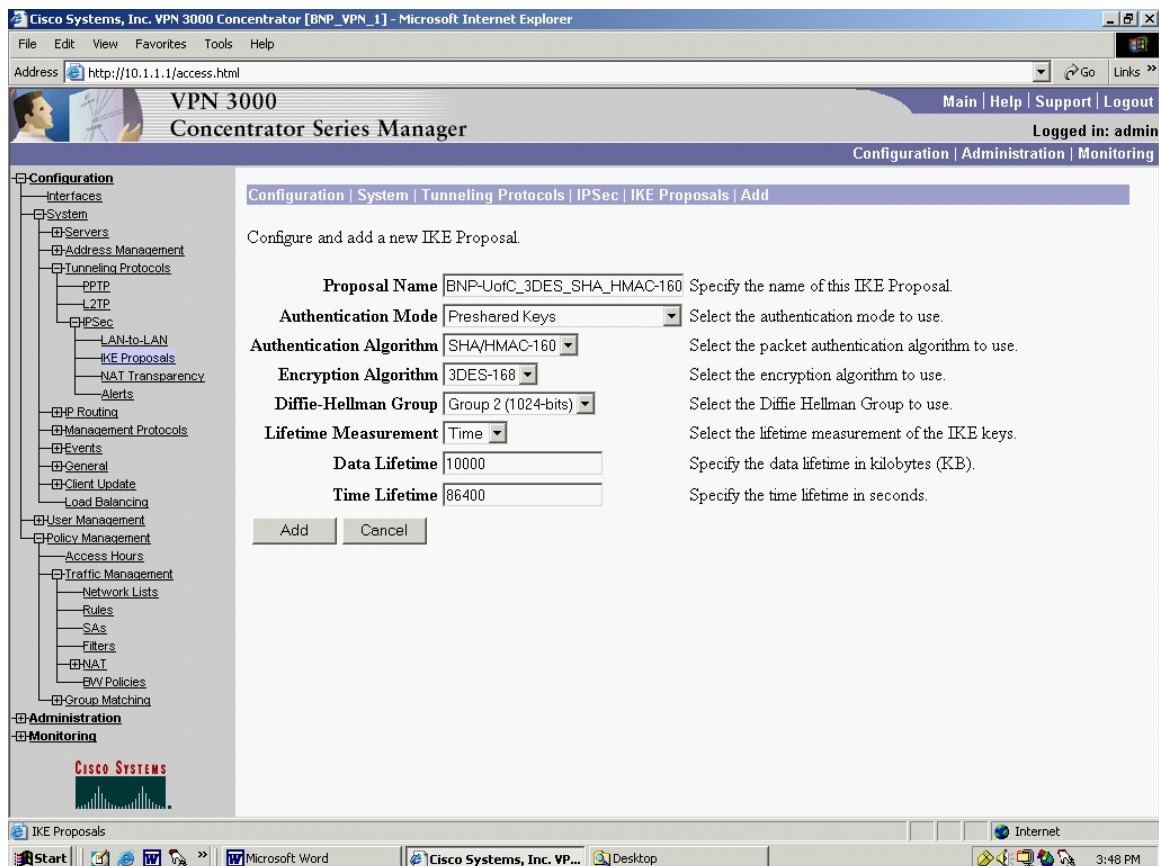 Cisco Systems, Inc. VPN 3000 Concentrator [BNP_VPN_1] - Microsoft Internet Explorer
File Edit View Favorites Tools Help
Address http://10.1.1.1/access.html Go Links »
VPN 3000
Concentrator Series Manager
Main | Help | Support | Logout
Logged in: admin
Configuration | Administration | Monitoring
Configuration
Interfaces
System
Servers
Address Management
Tunneling Protocols
PPTP
L2TP
IPSec
LAN-to-LAN
IKE Proposals
NAT Transparency
Alerts
IP Routing
Management Protocols
Events
General
Client Update
Load Balancing
User Management
Policy Management
Access Hours
Traffic Management
Network Lists
Rules
SAs
Filters
NAT
BW Policies
Group Matching
Administration
Monitoring
CISCO SYSTEMS
Configuration | System | Tunneling Protocols | IPSec | IKE Proposals | Add
Configure and add a new IKE Proposal.
Proposal Name BNP-UofC_3DES_SHA_HMAC-160 Specify the name of this IKE Proposal.
Authentication Mode Preshared Keys Select the authentication mode to use.
Authentication Algorithm SHA/HMAC-160 Select the packet authentication algorithm to use.
Encryption Algorithm 3DES-168 Select the encryption algorithm to use.
Diffie-Hellman Group Group 2 (1024-bits) Select the Diffie Hellman Group to use.
Lifetime Measurement Time Select the lifetime measurement of the IKE keys.
Data Lifetime 10000 Specify the data lifetime in kilobytes (KB).
Time Lifetime 86400 Specify the time lifetime in seconds.
Add Cancel
IKE Proposals Internet
Start » Microsoft Word Cisco Systems, Inc. VP... Desktop 3:48 PM